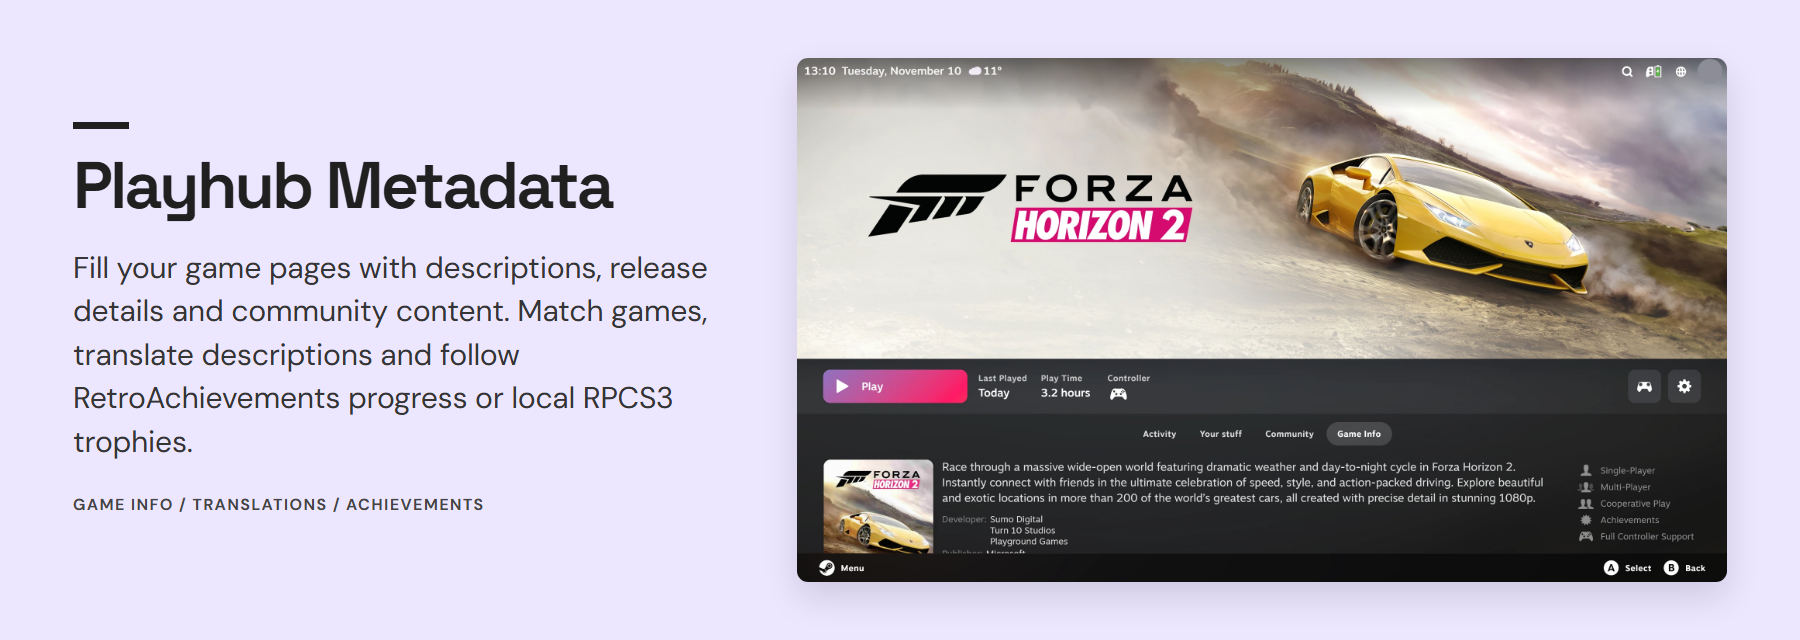 Playhub Metadata
Fill your game pages with descriptions, release
details and community content. Match games,
translate descriptions and follow
RetroAchievements progress or local RPCS3
trophies.
GAME INFO / TRANSLATIONS / ACHIEVEMENTS
13:10 Tuesday, November 10 11°
FORZA
HORIZON 2
Play
Last Played
Today
Play Time
3.2 hours
Controller
Activity
Your stuff
Community
Game Info
FORZA
HORIZON 2
Race through a massive wide-open world featuring dramatic weather and day-to-night cycle in Forza Horizon 2.
Instantly connect with friends in the ultimate celebration of speed, style, and action-packed driving. Explore beautiful
and exotic locations in more than 200 of the world's greatest cars, all created with precise detail in stunning 1080p.
Developer: Sumo Digital
Turn 10 Studios
Playground Games
Publisher: Microsoft
Single-Player
Multi-Player
Cooperative Play
Achievements
Full Controller Support
Menu
A Select B Back